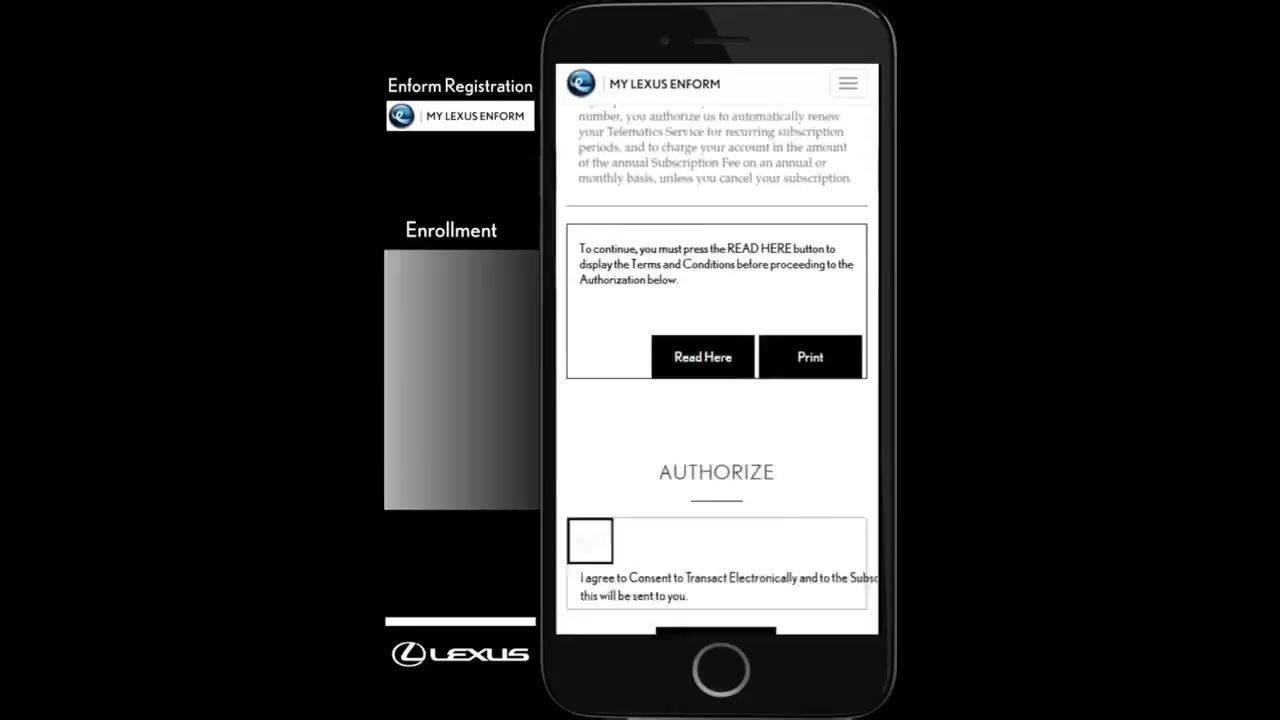 Enform Registration
MY LEXUS ENFORM
Enrollment
LEXUS
MY LEXUS ENFORM
number, you authorize us to automatically renew
your Telematics Service for recurring subscription
periods, and to charge your account in the amount
of the annual Subscription Fee on an annual or
monthly basis, unless you cancel your subscription.
To continue, you must press the READ HERE button to
display the Terms and Conditions before proceeding to the
Authorization below.
Read Here
Print
AUTHORIZE
I agree to Consent to Transact Electronically and to the Subsc
this will be sent to you.